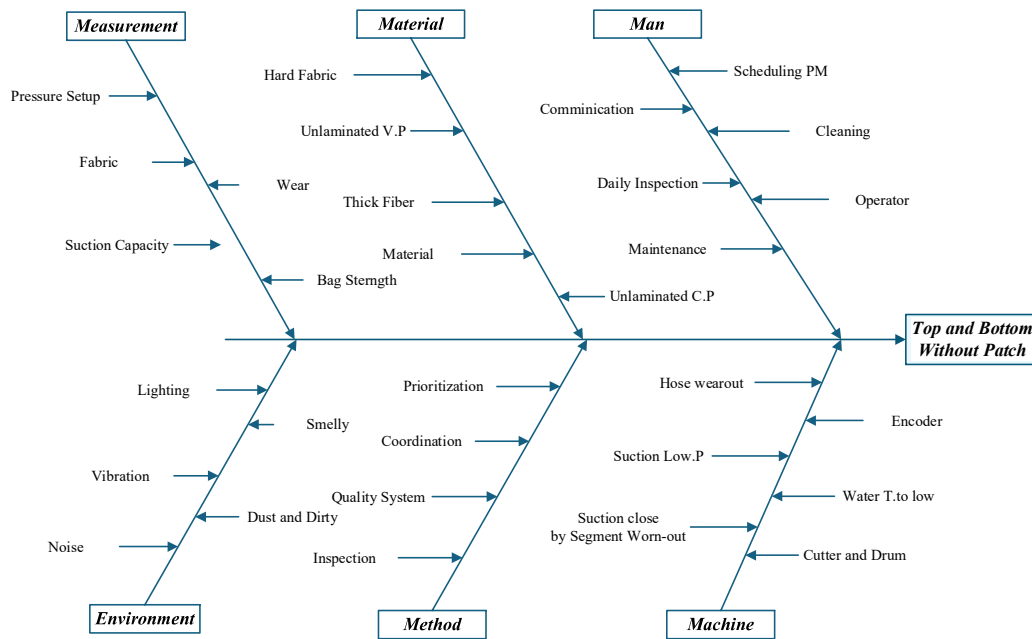 Measurement
Material
Man
Pressure Setup
Fabric
Wear
Suction Capacity
Bag Sterngth
Hard Fabric
Unlaminated V.P
Thick Fiber
Material
Unlaminated C.P
Scheduling PM
Comminication
Cleaning
Daily Inspection
Operator
Maintenance
Top and Bottom
Without Patch
Lighting
Smelly
Vibration
Dust and Dirty
Noise
Prioritization
Coordination
Quality System
Inspection
Hose wearout
Encoder
Suction Low.P
Water T.to low
Suction close
by Segment Worn-out
Cutter and Drum
Environment
Method
Machine